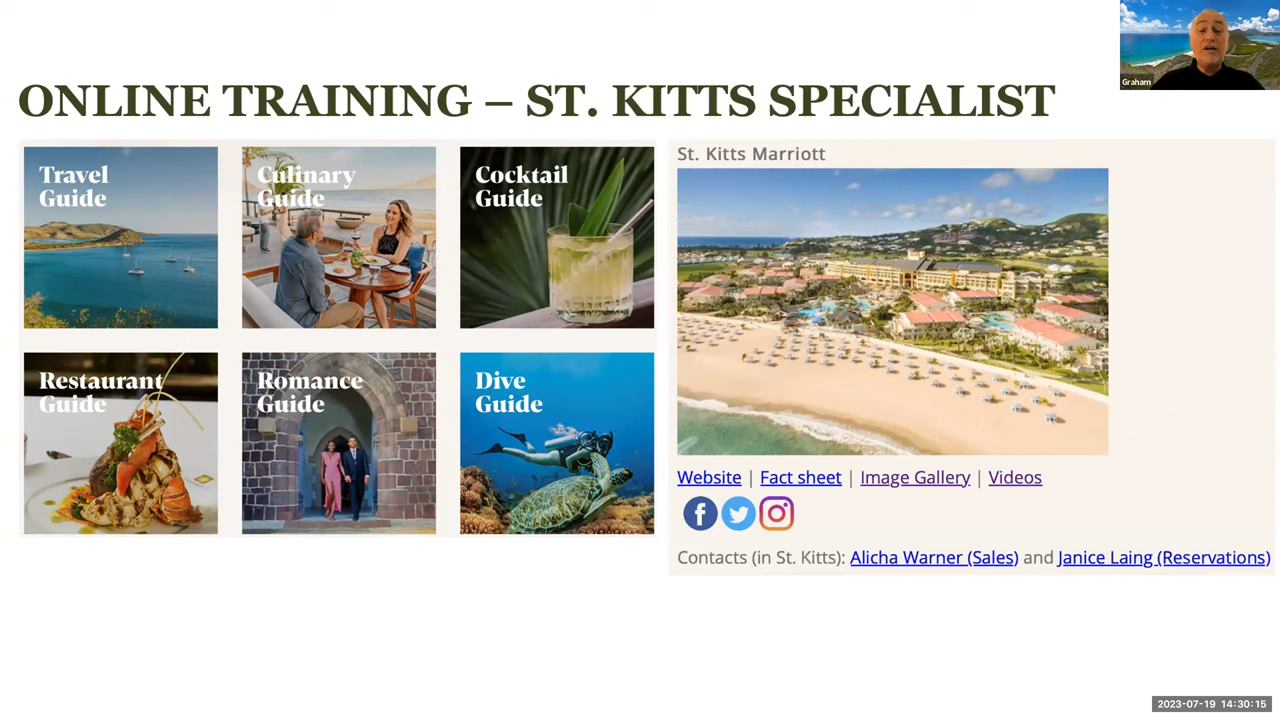 Graham
ONLINE TRAINING – ST. KITTS SPECIALIST
Travel
Guide
Culinary
Guide
Cocktail
Guide
Restaurant
Guide
Romance
Guide
Dive
Guide
St. Kitts Marriott
Website | Fact sheet | Image Gallery | Videos
Contacts (in St. Kitts): Alicha Warner (Sales) and Janice Laing (Reservations)
2023-07-19 14:30:15